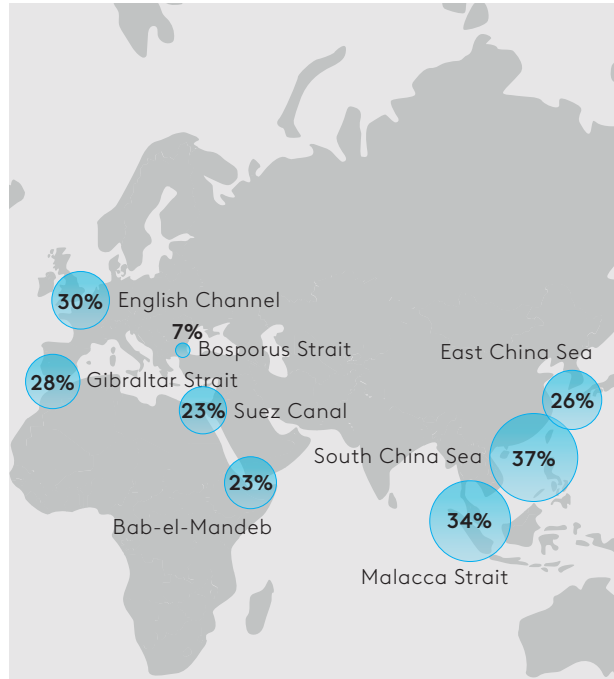 30% English Channel
7%
Bosporus Strait
East China Sea
28% Gibraltar Strait
26%
23% Suez Canal
South China Sea 37%
23%
Bab-el-Mandeb
34%
Malacca Strait